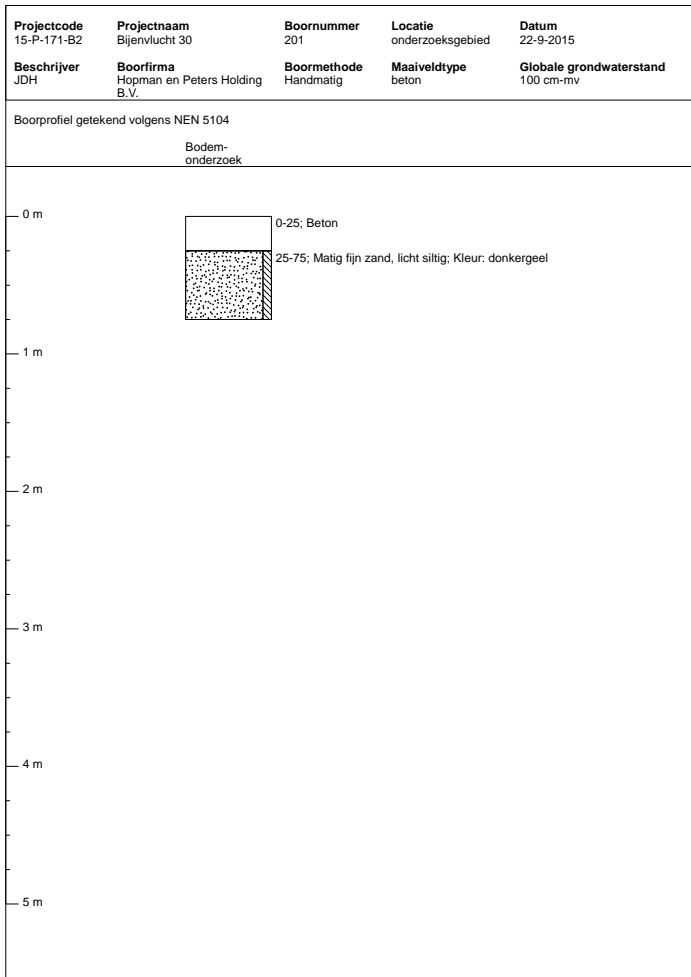 Projectcode Projectnaam Boornummer Locatie Datum
15-P-171-B2 Bijenvlucht 30 201 onderzoeksgebied 22-9-2015
Beschrijver Boorfirma Boormethode Maaiveldtype Globale grondwaterstand
JDH Hopman en Peters Holding Handmatig beton 100 cm-mv
B.V.
Boorprofiel getekend volgens NEN 5104
Bodem-
onderzoek
0 m
0-25; Beton
25-75; Matig fijn zand, licht siltig; Kleur: donkergeel
1 m
2 m
3 m
4 m
5 m